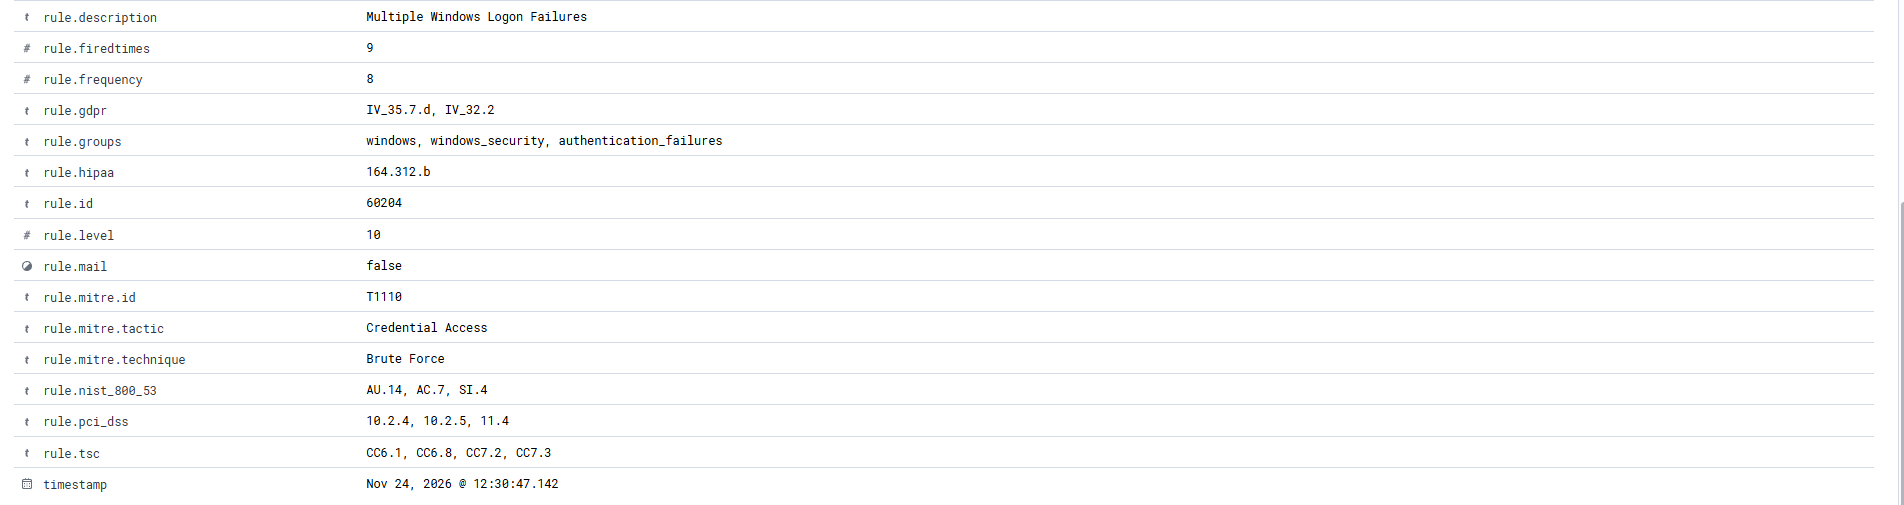 t rule.description Multiple Windows Logon Failures
# rule.firedtimes 9
# rule.frequency 8
t rule.gdpr IV_35.7.d, IV_32.2
t rule.groups windows, windows_security, authentication_failures
t rule.hipaa 164.312.b
t rule.id 60204
# rule.level 10
rule.mail false
t rule.mitre.id T1110
t rule.mitre.tactic Credential Access
t rule.mitre.technique Brute Force
t rule.nist_800_53 AU.14, AC.7, SI.4
t rule.pci_dss 10.2.4, 10.2.5, 11.4
t rule.tsc CC6.1, CC6.8, CC7.2, CC7.3
timestamp Nov 24, 2026 @ 12:30:47.142